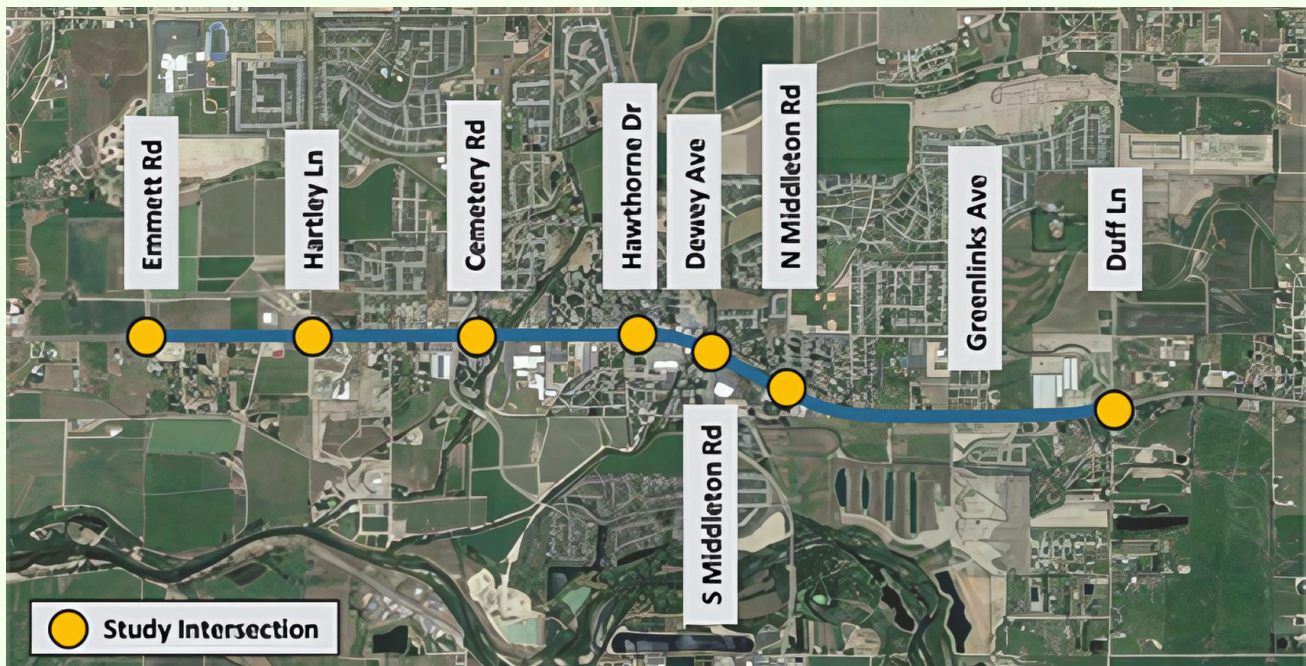 Emmett Rd
Hartley Ln
Cemetery Rd
Hawthorne Dr
Dewey Ave
N Middleton Rd
Greenlinks Ave
Duff Ln
S Middleton Rd
Study Intersection